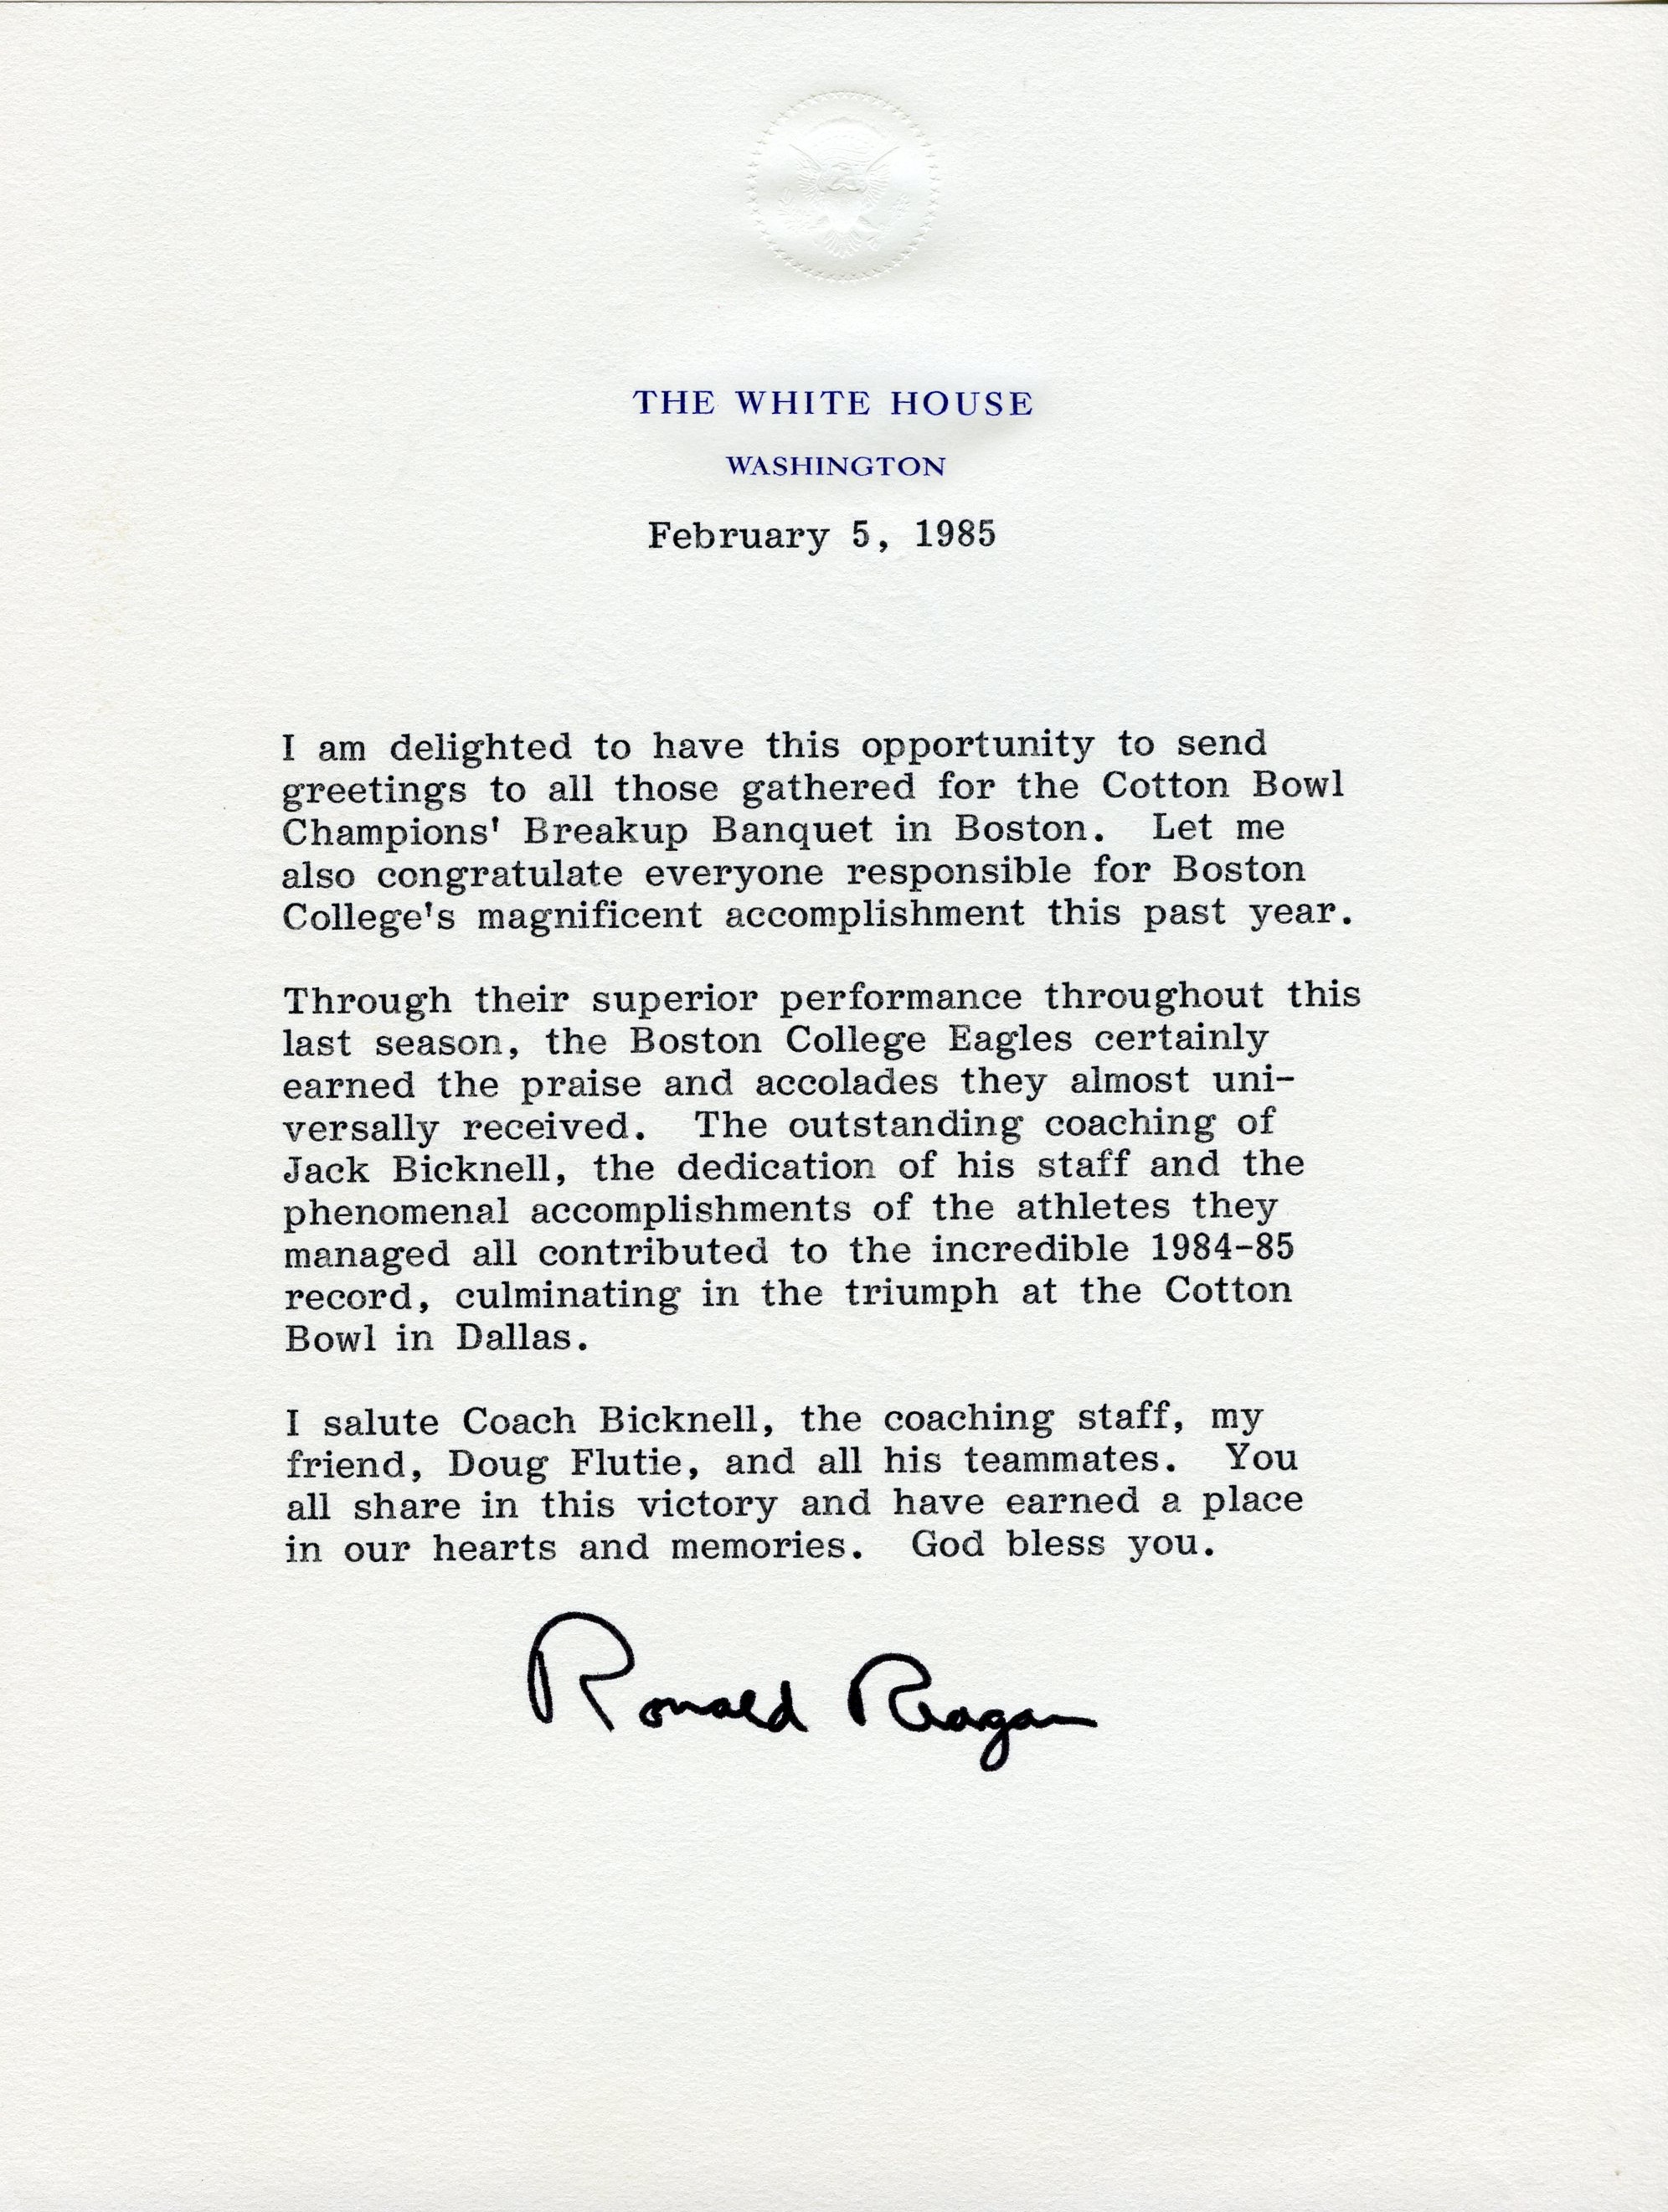 THE WHITE HOUSE
WASHINGTON
February 5, 1985
I am delighted to have this opportunity to send
greetings to all those gathered for the Cotton Bowl
Champions' Breakup Banquet in Boston.  Let me
also congratulate everyone responsible for Boston
College's magnificent accomplishment this past year.
Through their superior performance throughout this
last season, the Boston College Eagles certainly
earned the praise and accolades they almost uni-
versally received.  The outstanding coaching of
Jack Bicknell, the dedication of his staff and the
phenomenal accomplishments of the athletes they
managed all contributed to the incredible 1984-85
record, culminating in the triumph at the Cotton
Bowl in Dallas.
I salute Coach Bicknell, the coaching staff, my
friend, Doug Flutie, and all his teammates.  You
all share in this victory and have earned a place
in our hearts and memories.  God bless you.
Ronald Reagan